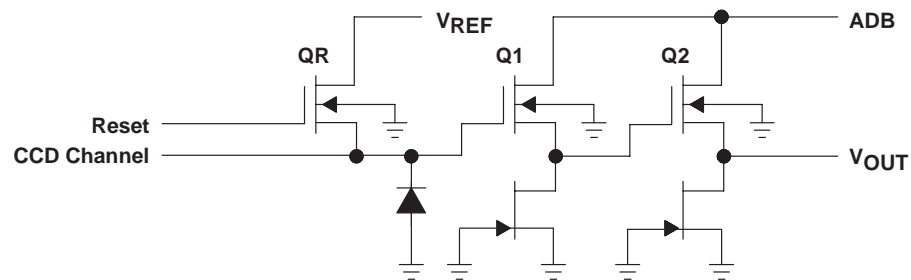 VREF
ADB
QR
Q1
Q2
Reset
CCD Channel
VOUT